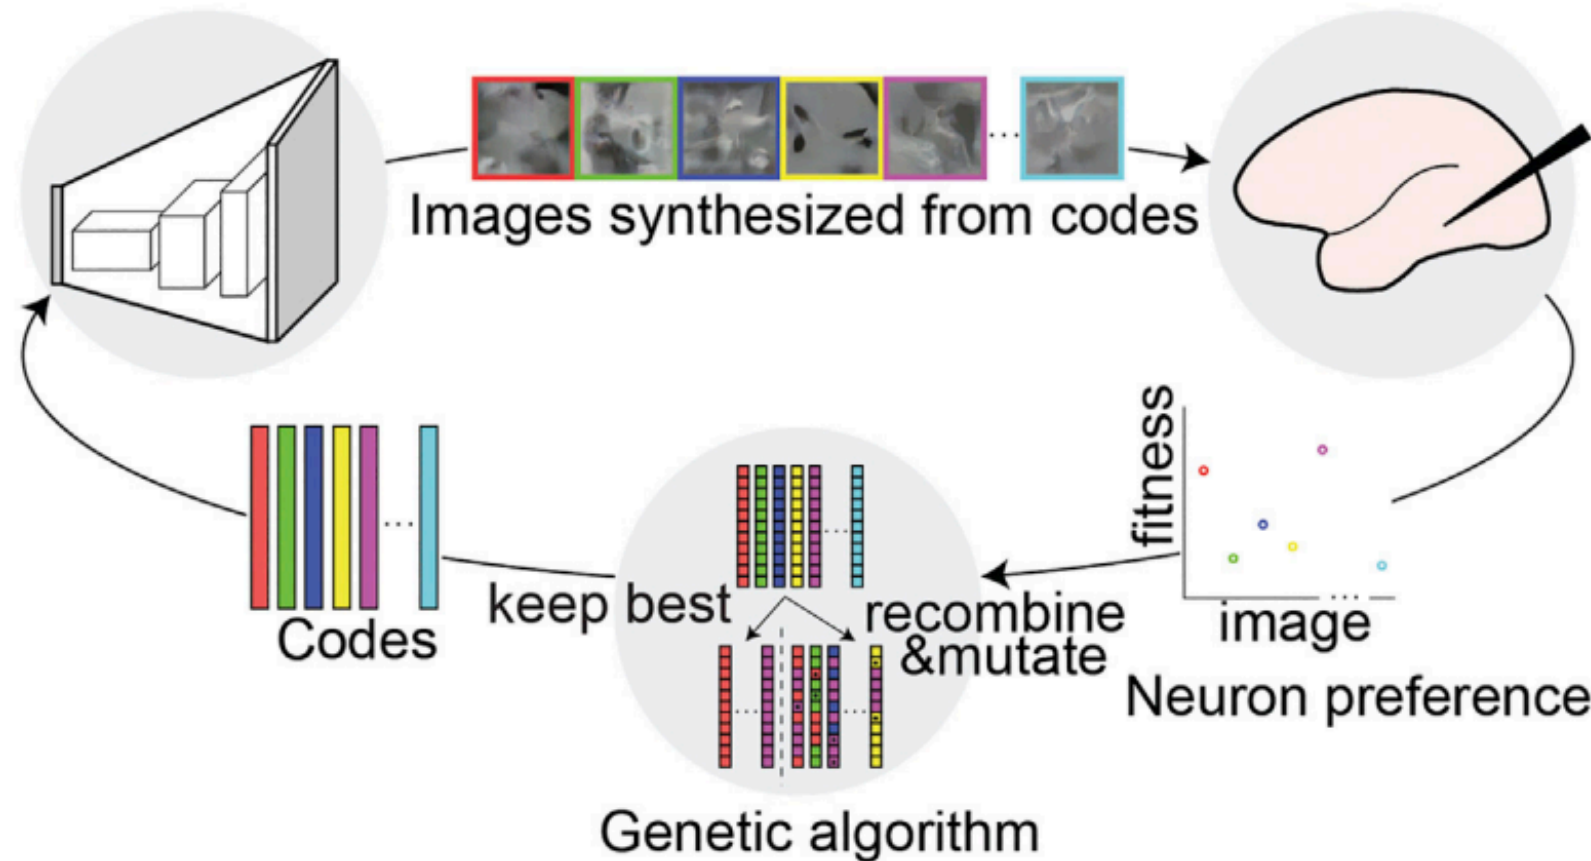 Images synthesized from codes
fitness
image
Neuron preference
recombine
&mutate
keep best
Genetic algorithm
Codes